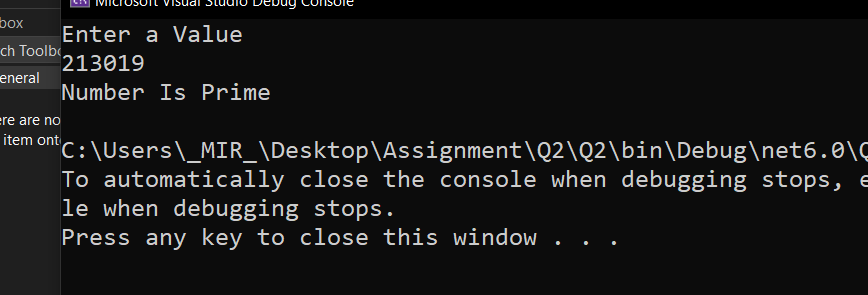 Microsoft Visual Studio Debug Console
box
ch Toolbo
eneral
ere are no
item onto
Enter a Value
213019
Number Is Prime
C:\Users\_MIR_\Desktop\Assignment\Q2\Q2\bin\Debug\net6.0\Q
To automatically close the console when debugging stops, e
le when debugging stops.
Press any key to close this window . . .